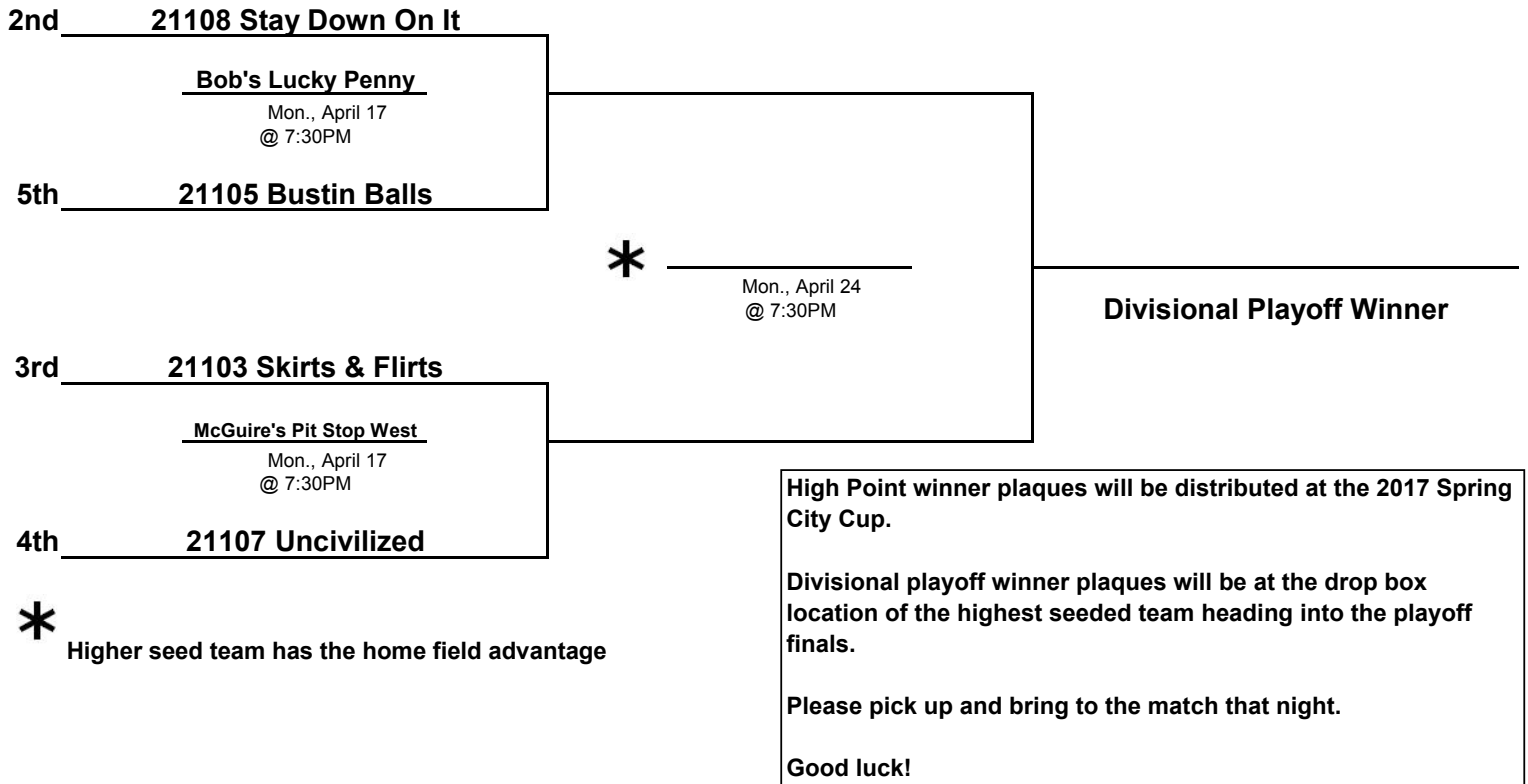 2nd 21108 Stay Down On It
Bob's Lucky Penny
Mon., April 17
@ 7:30PM
5th 21105 Bustin Balls
*
Mon., April 24
@ 7:30PM
Divisional Playoff Winner
3rd 21103 Skirts & Flirts
McGuire's Pit Stop West
Mon., April 17
@ 7:30PM
4th 21107 Uncivilized
* Higher seed team has the home field advantage
High Point winner plaques will be distributed at the 2017 Spring
City Cup.
Divisional playoff winner plaques will be at the drop box
location of the highest seeded team heading into the playoff
finals.
Please pick up and bring to the match that night.
Good luck!